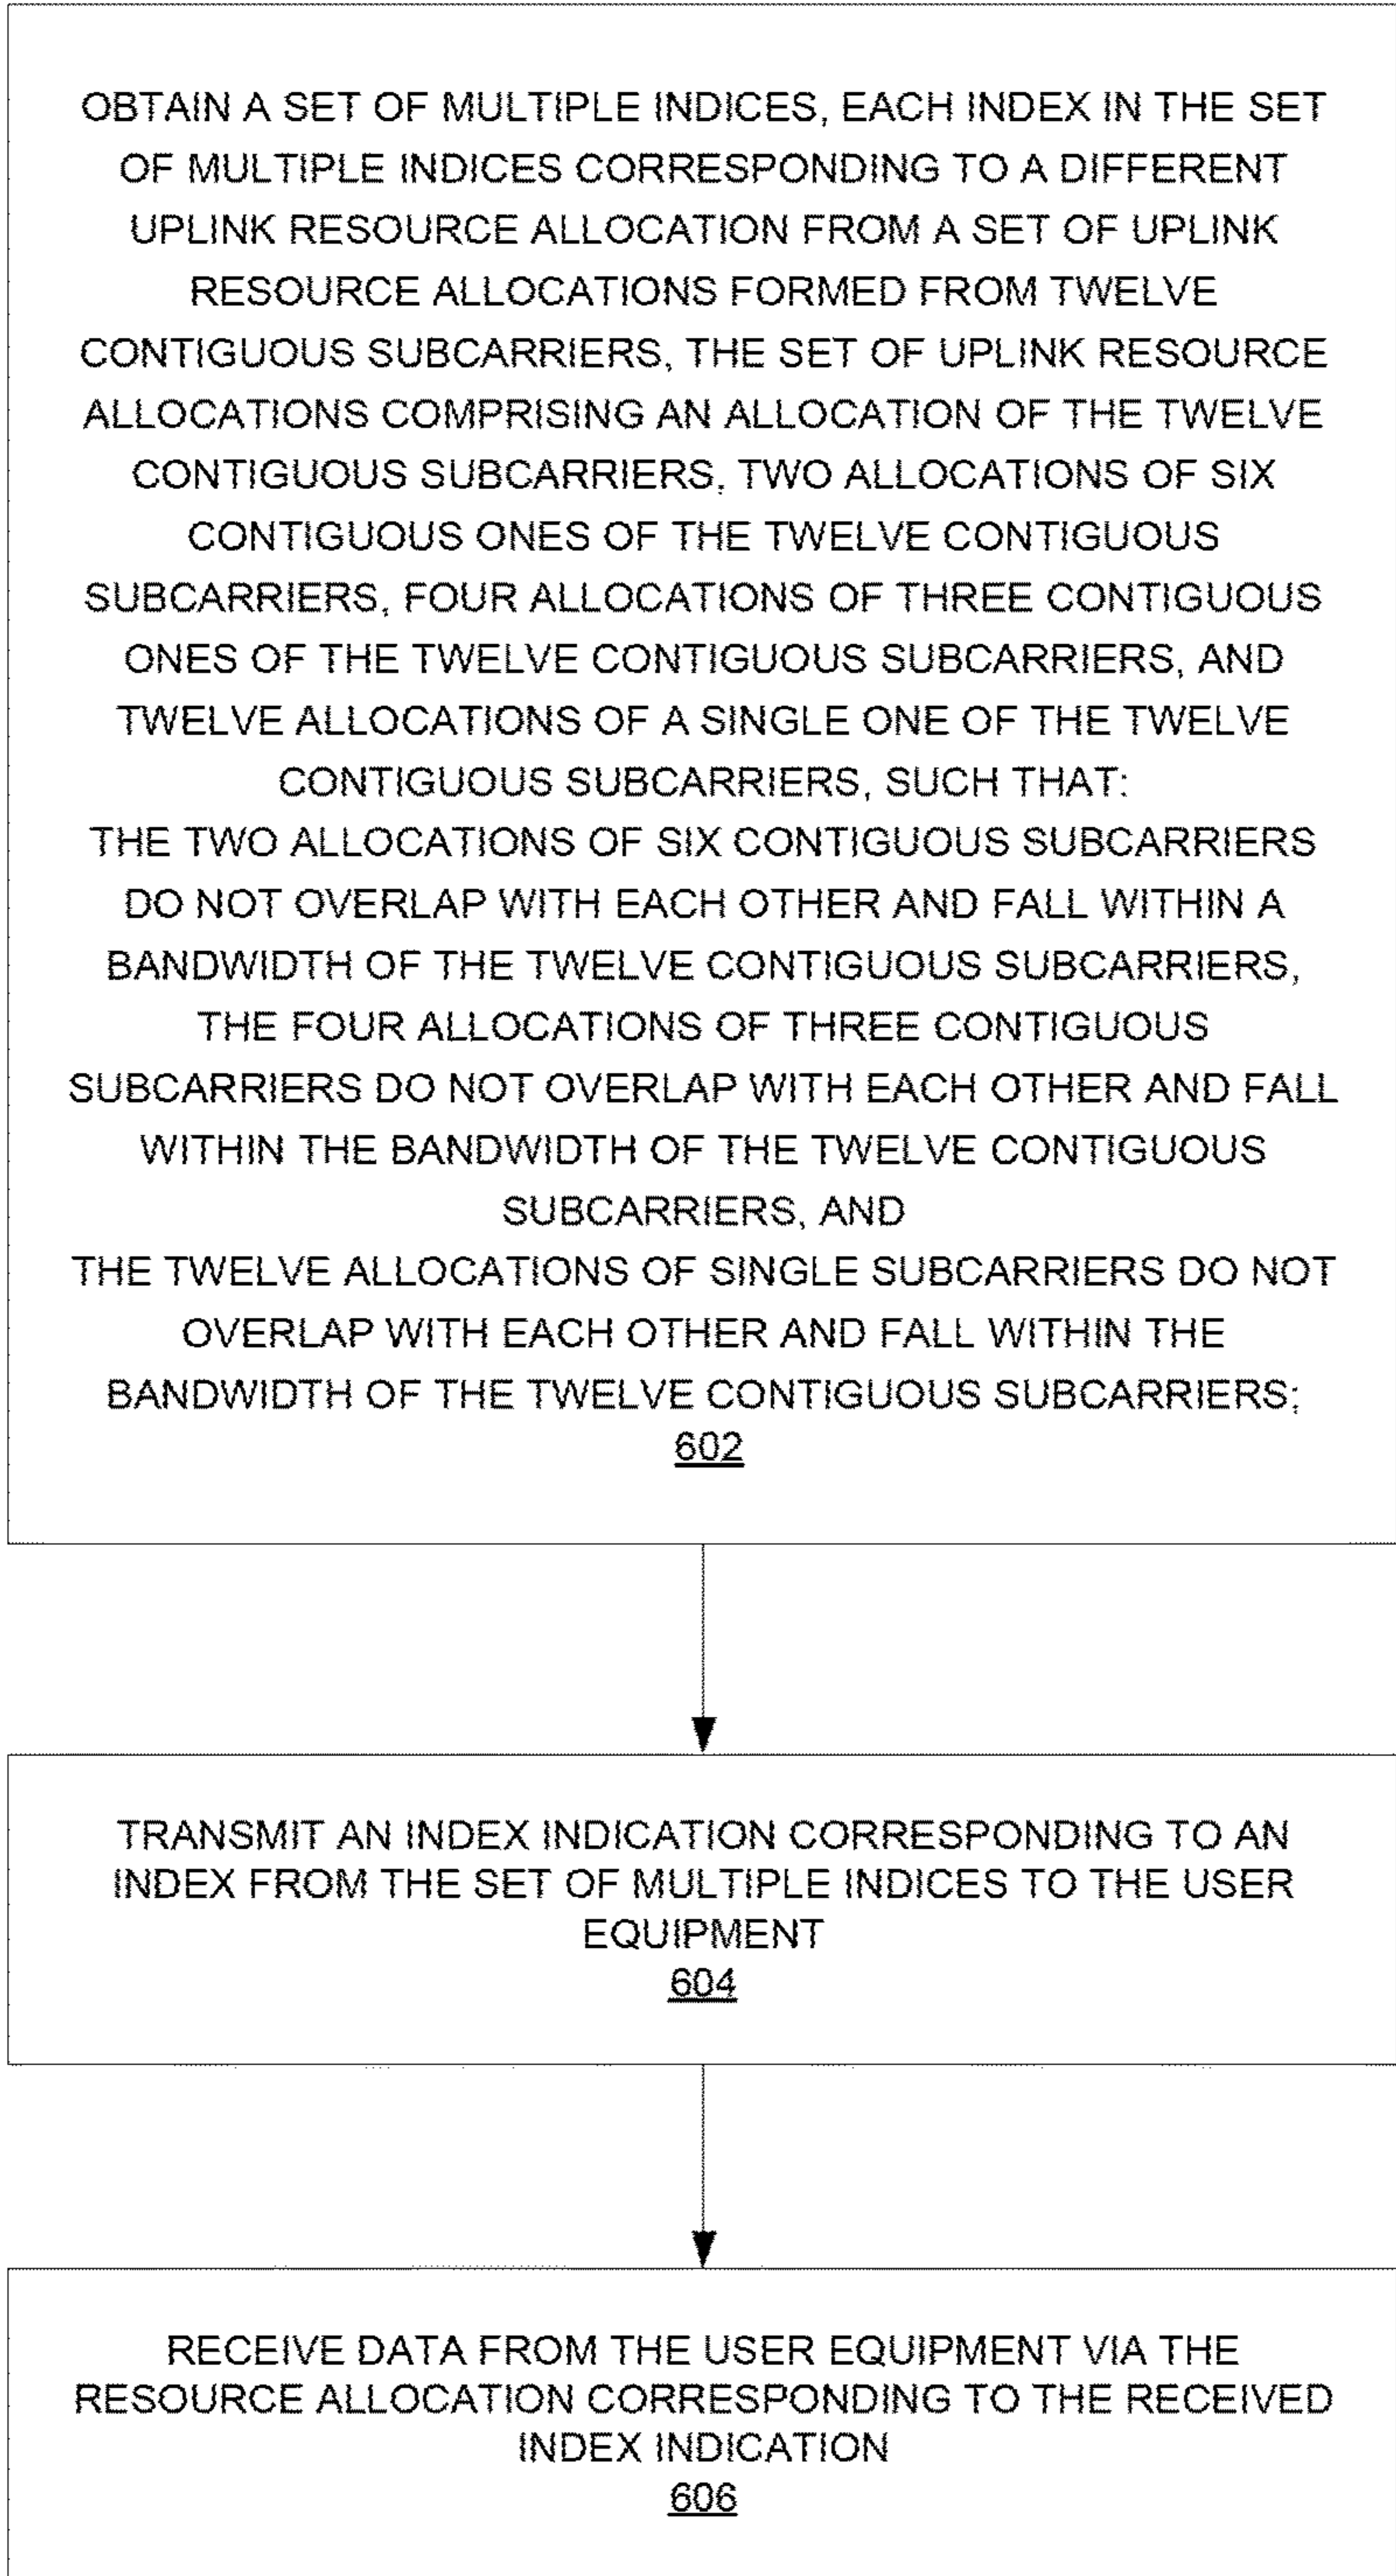 OBTAIN A SET OF MULTIPLE INDICES, EACH INDEX IN THE SET
OF MULTIPLE INDICES CORRESPONDING TO A DIFFERENT
UPLINK RESOURCE ALLOCATION FROM A SET OF UPLINK
RESOURCE ALLOCATIONS FORMED FROM TWELVE
CONTIGUOUS SUBCARRIERS, THE SET OF UPLINK RESOURCE
ALLOCATIONS COMPRISING AN ALLOCATION OF THE TWELVE
CONTIGUOUS SUBCARRIERS, TWO ALLOCATIONS OF SIX
CONTIGUOUS ONES OF THE TWELVE CONTIGUOUS
SUBCARRIERS, FOUR ALLOCATIONS OF THREE CONTIGUOUS
ONES OF THE TWELVE CONTIGUOUS SUBCARRIERS, AND
TWELVE ALLOCATIONS OF A SINGLE ONE OF THE TWELVE
CONTIGUOUS SUBCARRIERS, SUCH THAT:
THE TWO ALLOCATIONS OF SIX CONTIGUOUS SUBCARRIERS
DO NOT OVERLAP WITH EACH OTHER AND FALL WITHIN A
BANDWIDTH OF THE TWELVE CONTIGUOUS SUBCARRIERS,
THE FOUR ALLOCATIONS OF THREE CONTIGUOUS
SUBCARRIERS DO NOT OVERLAP WITH EACH OTHER AND FALL
WITHIN THE BANDWIDTH OF THE TWELVE CONTIGUOUS
SUBCARRIERS, AND
THE TWELVE ALLOCATIONS OF SINGLE SUBCARRIERS DO NOT
OVERLAP WITH EACH OTHER AND FALL WITHIN THE
BANDWIDTH OF THE TWELVE CONTIGUOUS SUBCARRIERS;
602
TRANSMIT AN INDEX INDICATION CORRESPONDING TO AN
INDEX FROM THE SET OF MULTIPLE INDICES TO THE USER
EQUIPMENT
604
RECEIVE DATA FROM THE USER EQUIPMENT VIA THE
RESOURCE ALLOCATION CORRESPONDING TO THE RECEIVED
INDEX INDICATION
606